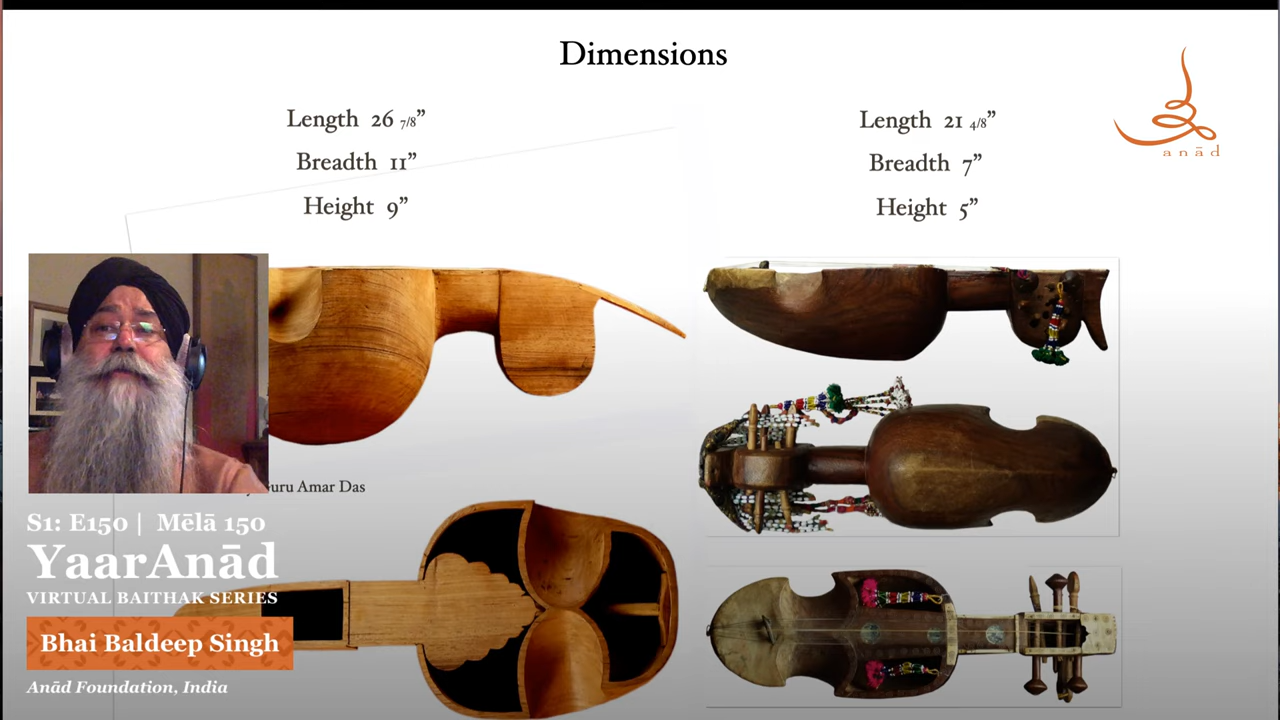 Dimensions
Length 26 7/8”
Breadth 11”
Height 9”
Length 21 4/8”
Breadth 7”
Height 5”
anād
Guru Amar Das
S1: E150 | Mēlā 150
YaarAnād
VIRTUAL BAITHAK SERIES
Bhai Baldeep Singh
Anād Foundation, India